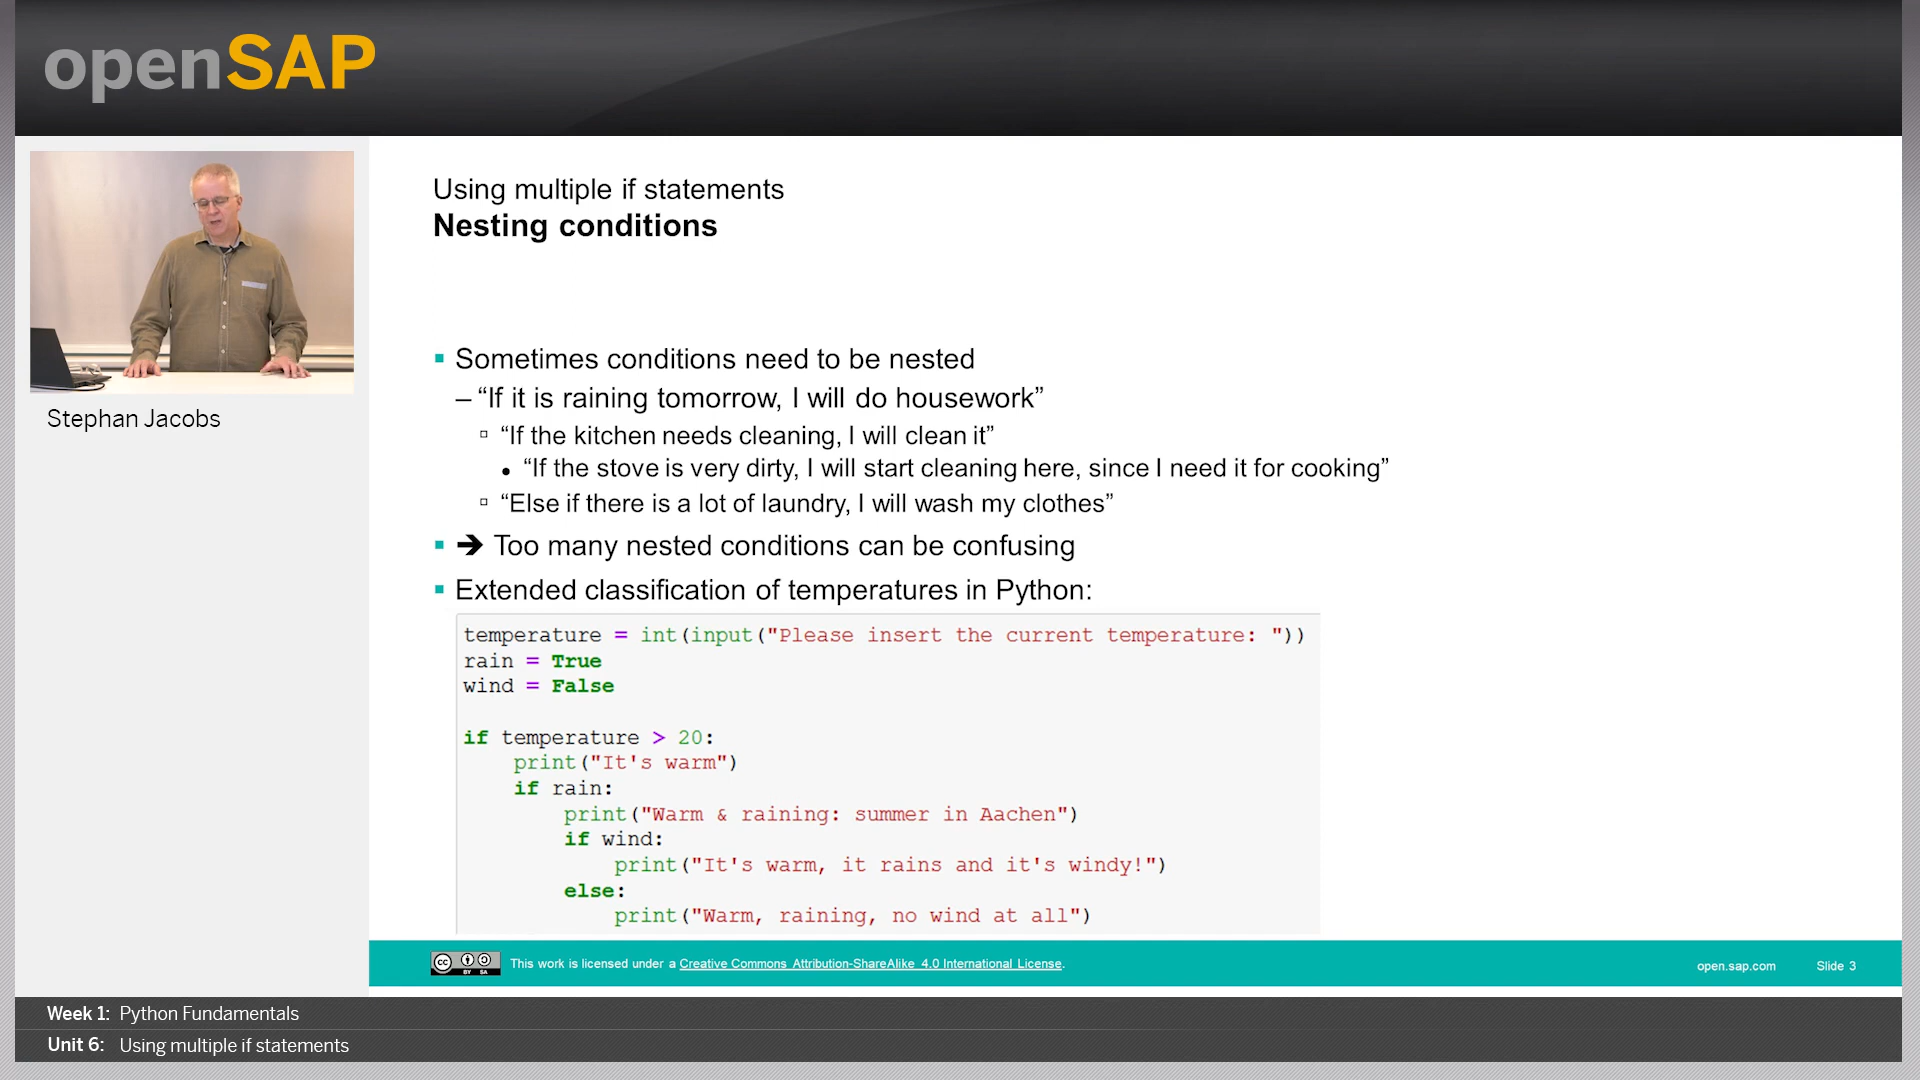 openSAP
Stephan Jacobs
Using multiple if statements
Nesting conditions
▪ Sometimes conditions need to be nested
– “If it is raining tomorrow, I will do housework”
▫ “If the kitchen needs cleaning, I will clean it”
• “If the stove is very dirty, I will start cleaning here, since I need it for cooking”
▫ “Else if there is a lot of laundry, I will wash my clothes”
▪ ➔ Too many nested conditions can be confusing
▪ Extended classification of temperatures in Python:
temperature = int(input("Please insert the current temperature: "))
rain = True
wind = False
if temperature > 20:
    print("It's warm")
    if rain:
        print("Warm & raining: summer in Aachen")
        if wind:
            print("It's warm, it rains and it's windy!")
        else:
            print("Warm, raining, no wind at all")
cc BY SA This work is licensed under a Creative Commons Attribution-ShareAlike 4.0 International License. open.sap.com Slide 3
Week 1: Python Fundamentals
Unit 6: Using multiple if statements